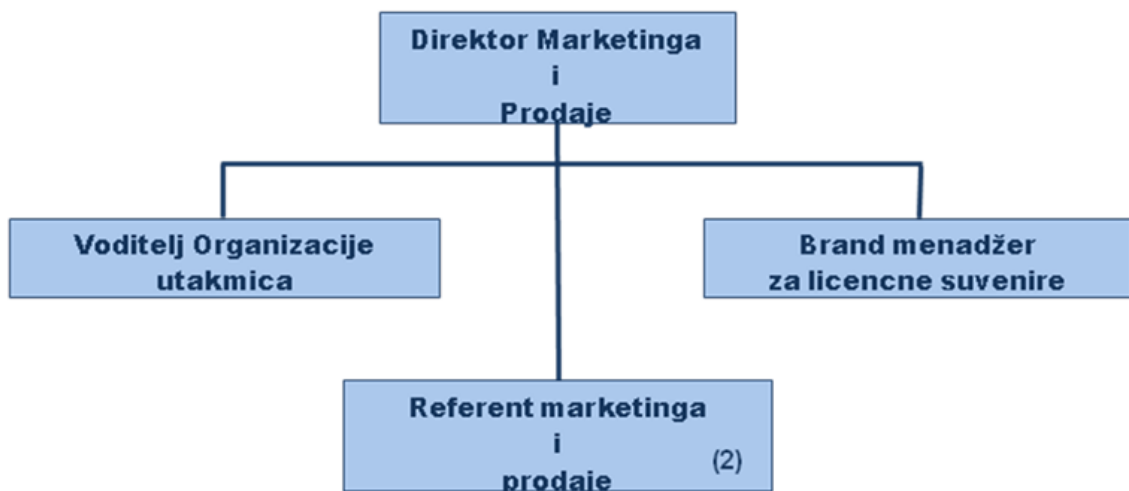 Direktor Marketinga
i
Prodaje
Voditelj Organizacije
utakmica
Brand menadžer
za licencne suvenire
Referent marketinga
i
prodaje
(2)